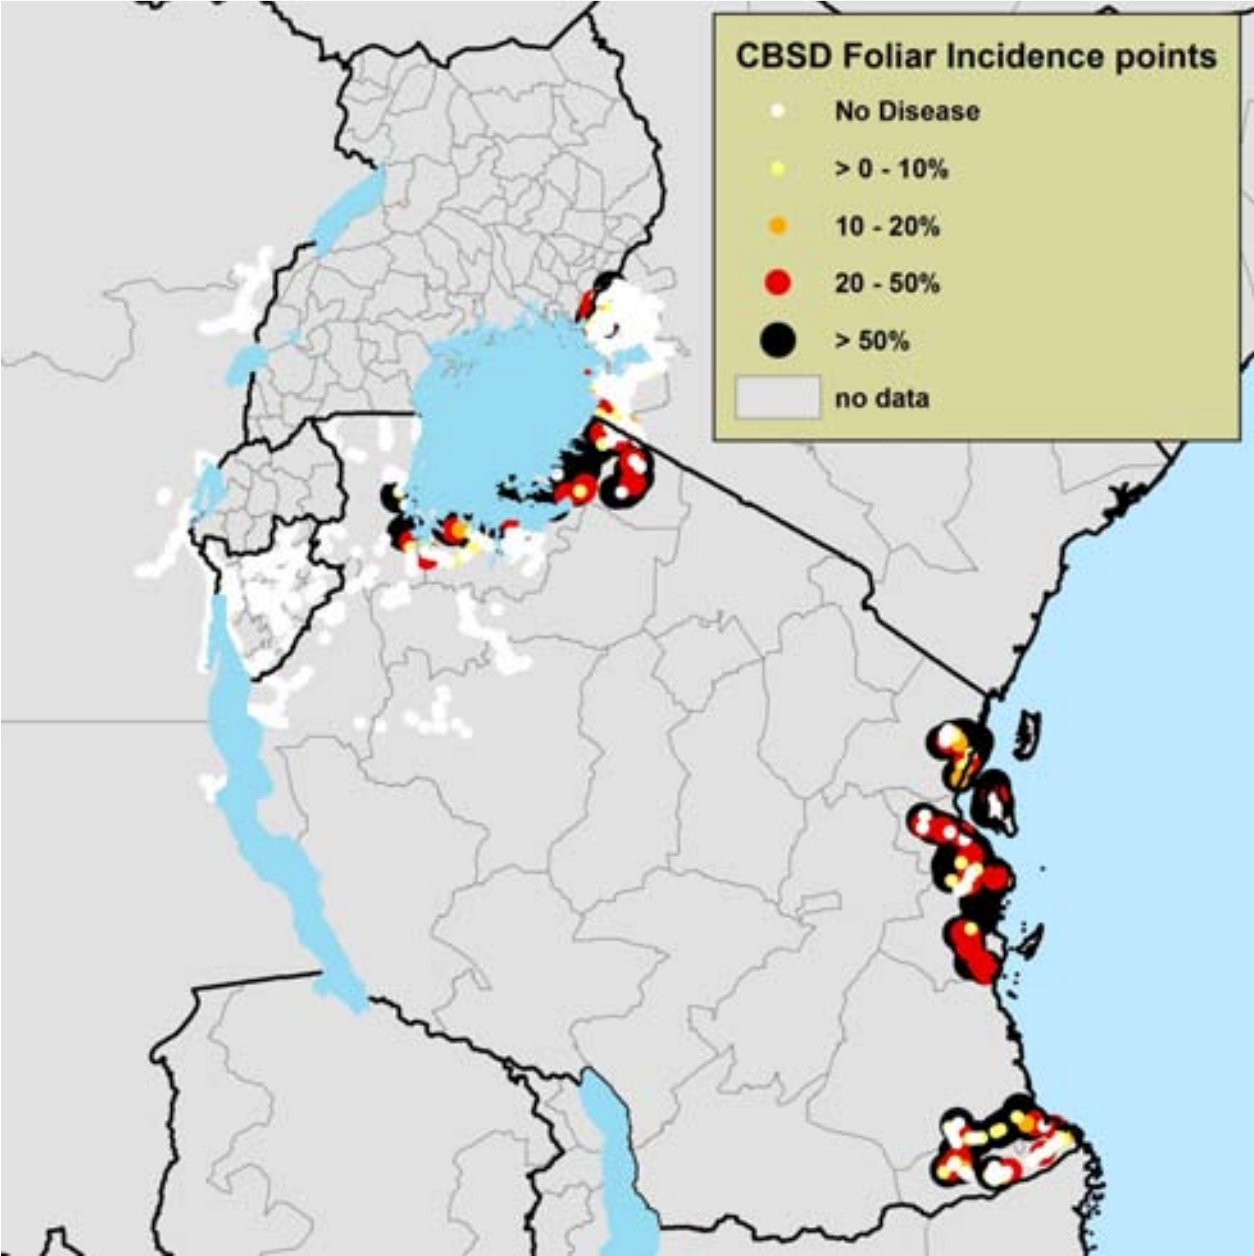 CBSD Foliar Incidence points
No Disease
> 0 - 10%
10 - 20%
20 - 50%
> 50%
no data